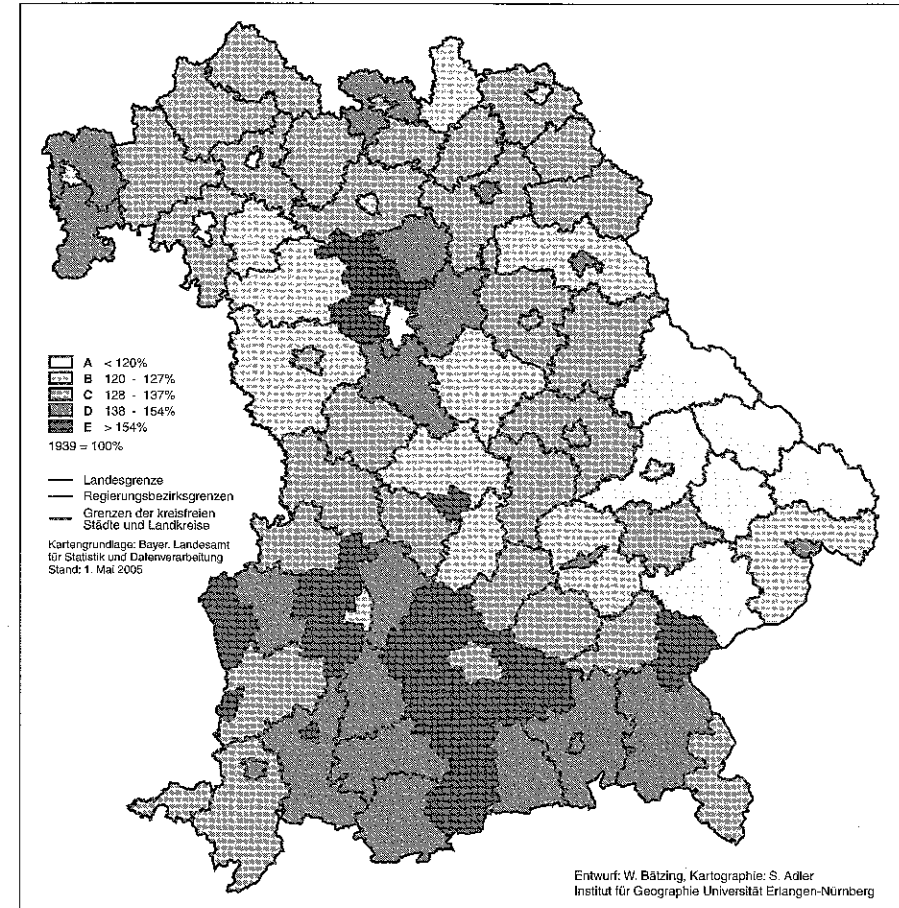 A < 120%
B 120 - 127%
C 128 - 137%
D 138 - 154%
E > 154%
1939 = 100%
Landesgrenze
Regierungsbezirksgrenzen
Grenzen der kreisfreien
Städte und Landkreise
Kartengrundlage: Bayer. Landesamt
für Statistik und Datenverarbeitung
Stand: 1. Mai 2005
Entwurf: W. Bätzing, Kartographie: S. Adler
Institut für Geographie Universität Erlangen-Nürnberg